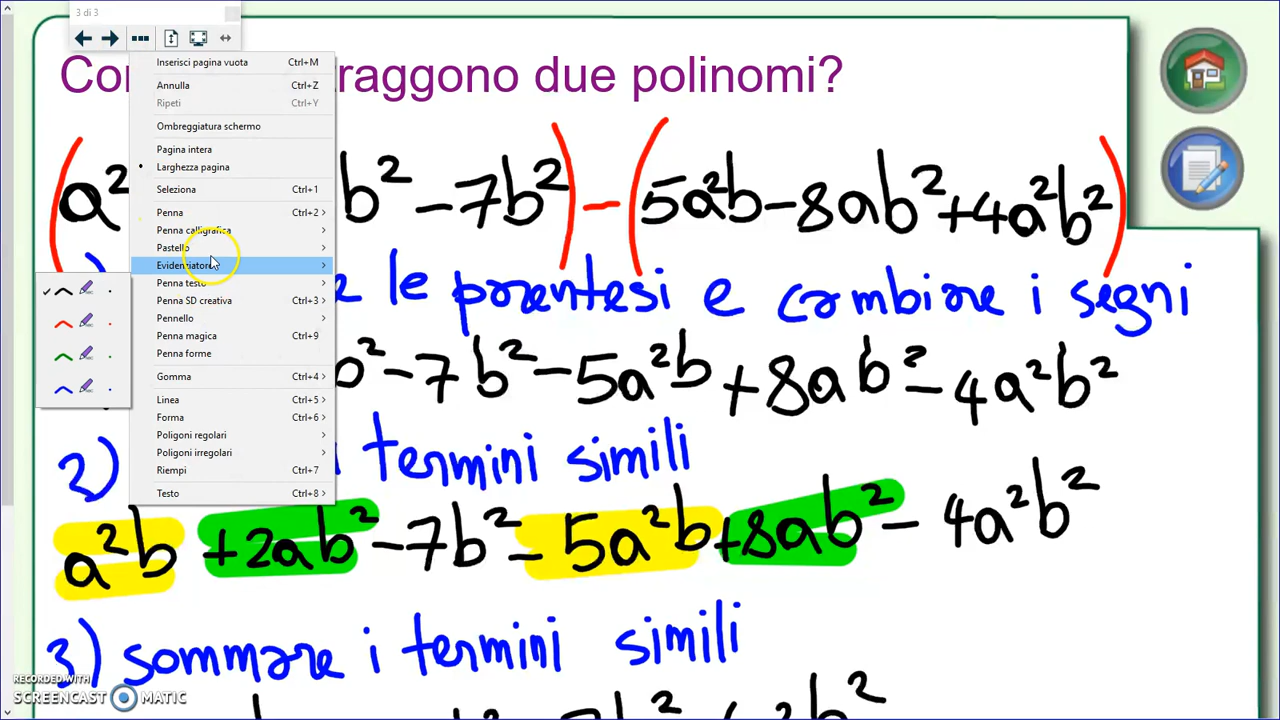 3 di 3
Inserisci pagina vuota Ctrl+M
Annulla Ctrl+Z
Ripeti Ctrl+Y
Ombreggiatura schermo
Pagina intera
Larghezza pagina
Seleziona Ctrl+1
Penna Ctrl+2
Penna calligrafica
Pastello
Evidenziatore
Penna testo
Penna SD creativa Ctrl+3
Pennello
Penna magica Ctrl+9
Penna forme
Gomma Ctrl+4
Linea Ctrl+5
Forma Ctrl+6
Poligoni regolari
Poligoni irregolari
Riempi Ctrl+7
Testo Ctrl+8
Co raggono due polinomi?
(a² b² - 7b²) - (5a²b - 8ab² + 4a²b²)
le parentesi e combinare i segni
b² - 7b² - 5a²b + 8ab² - 4a²b²
2) termini simili
a²b + 2ab² - 7b² - 5a²b + 8ab² - 4a²b²
3) sommare i termini simili
RECORDED WITH
SCREENCAST MATIC